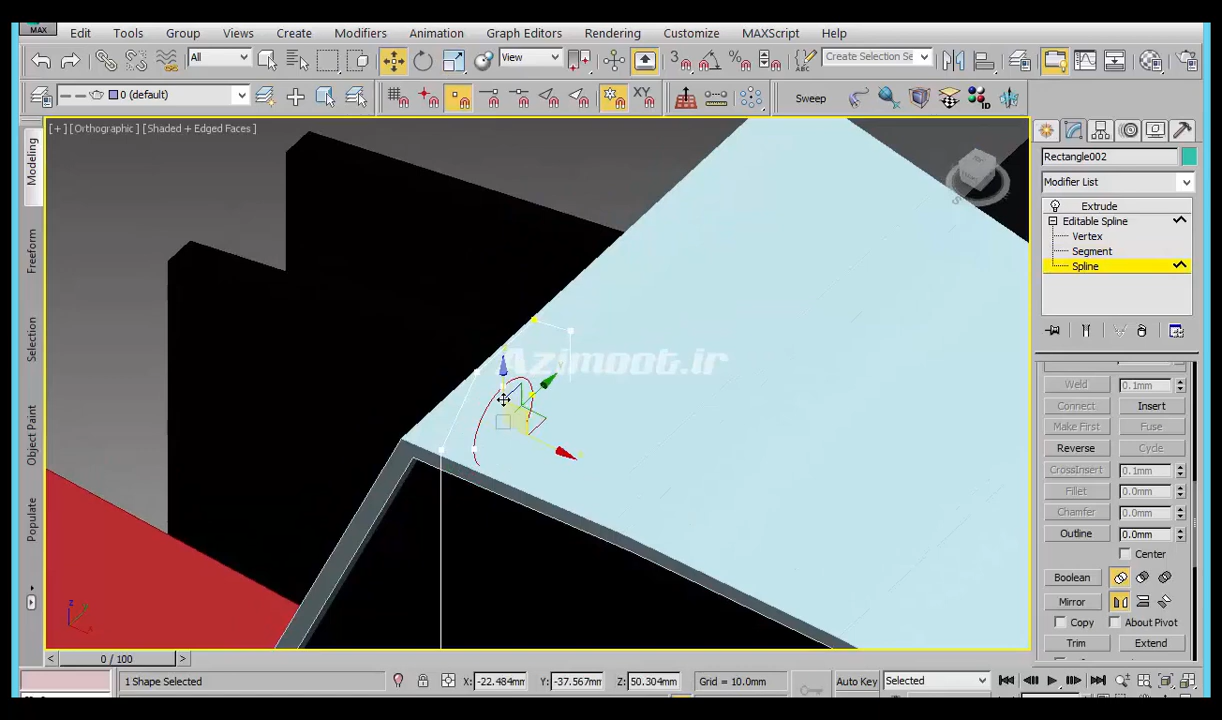 MAX
Edit Tools Group Views Create Modifiers Animation Graph Editors Rendering Customize MAXScript Help
All View Create Selection Se
0 (default) XY Sweep ID
[+] [Orthographic] [Shaded + Edged Faces]
Modeling
Freeform
Selection
Object Paint
Populate
Azimoot.ir
Rectangle002
Modifier List
Extrude
Editable Spline
Vertex
Segment
Spline
Weld 0.1mm
Connect Insert
Make First Fuse
Reverse Cycle
CrossInsert 0.1mm
Fillet 0.0mm
Chamfer 0.0mm
Outline 0.0mm
Center
Boolean
Mirror
Copy About Pivot
Trim Extend
0 / 100
1 Shape Selected X: -22.484mm Y: -37.567mm Z: 50.304mm Grid = 10.0mm Auto Key Selected